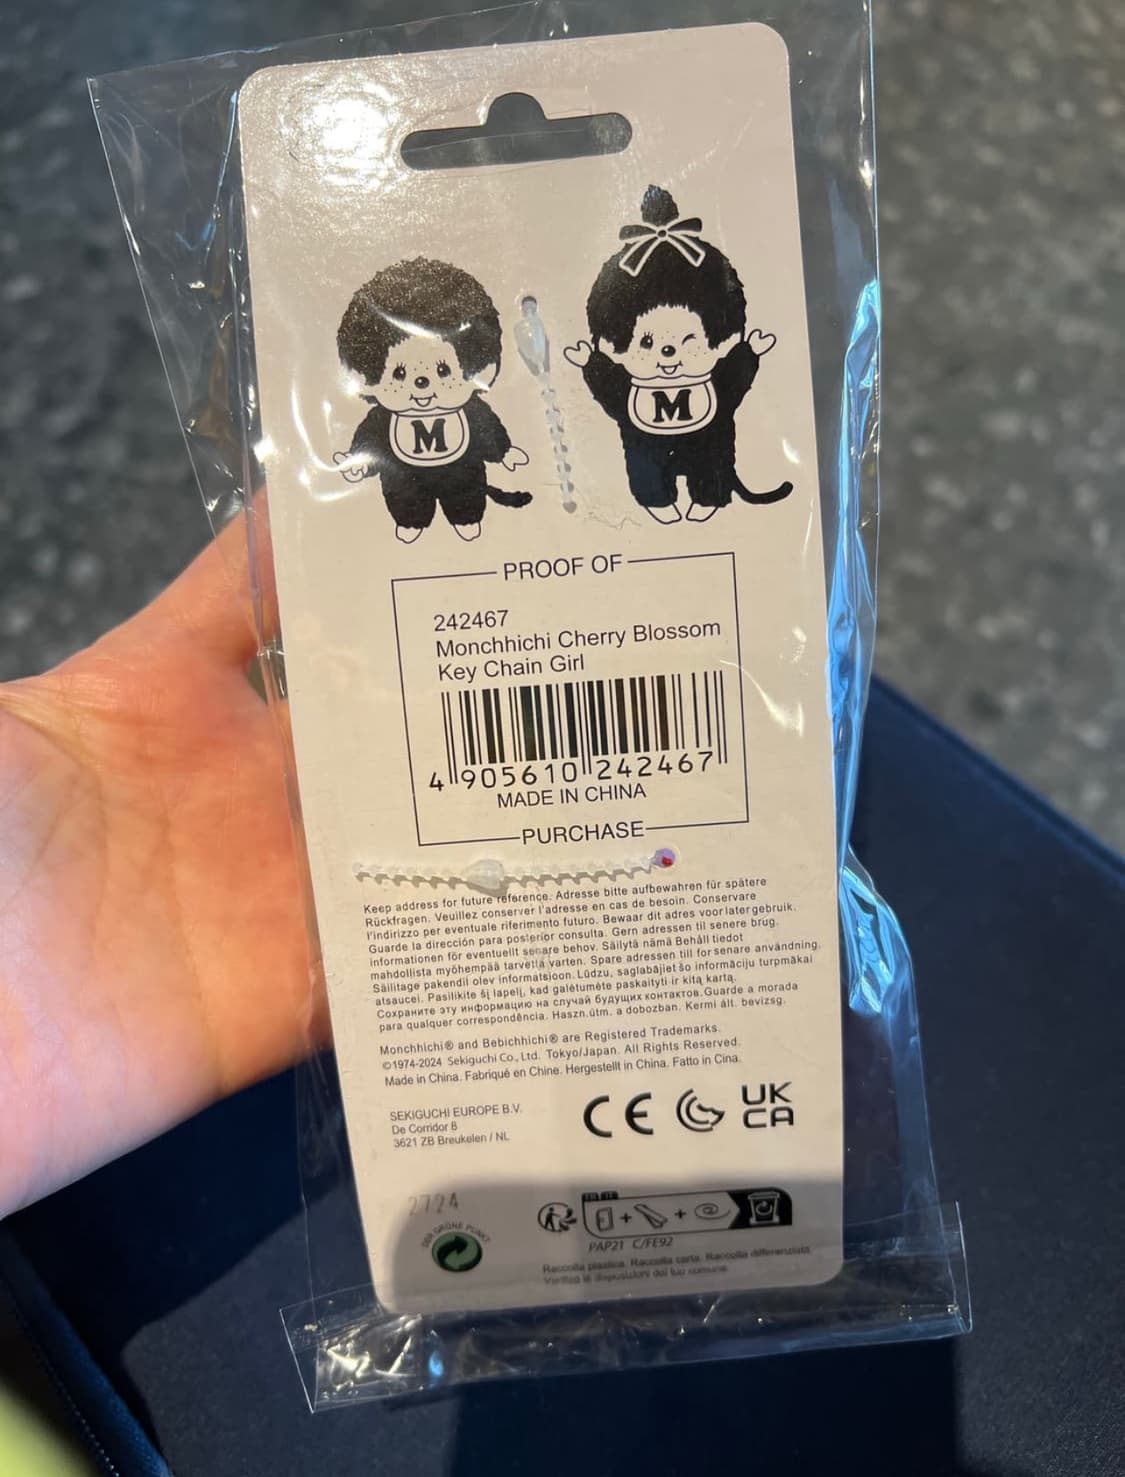 M
M
PROOF OF
242467
Monchhichi Cherry Blossom
Key Chain Girl
4 905610 242467
MADE IN CHINA
PURCHASE
Keep address for future reference. Adresse bitte aufbewahren für spätere
Rückfragen. Veuillez conserver l'adresse en cas de besoin. Conservare
l'indirizzo per eventuale riferimento futuro. Bewaar dit adres voor later gebruik.
Guarde la dirección para posterior consulta. Gern adressen til senere brug.
informationen för eventuellt senare behov. Säilytä nämä Behåll tiedot
mahdollista myöhempää tarvetta varten. Spare adressen till for senare användning.
Säilitage pakendil olev informatsioon. Lūdzu, saglabājiet šo informāciju turpmākai
atsaucei. Pasilikite šį lapelį, kad galėtumėte paskaityti ir kitą kartą.
Сохраните эту информацию на случай будущих контактов. Guarde a morada
para qualquer correspondência. Haszn.útm. a dobozban. Kermi ált. bevizsg.
Monchhichi® and Bebichhichi® are Registered Trademarks.
©1974-2024 Sekiguchi Co., Ltd. Tokyo/Japan. All Rights Reserved.
Made in China. Fabriqué en Chine. Hergestellt in China. Fatto in Cina.
SEKIGUCHI EUROPE B.V.
De Corridor 8
3621 ZB Breukelen / NL
CE
UK
CA
2724
DER GRÜNE PUNKT
PAP21 C/FE92
Raccolta plastica. Raccolta carta. Raccolta differenziata.
Verifica le disposizioni del tuo comune.